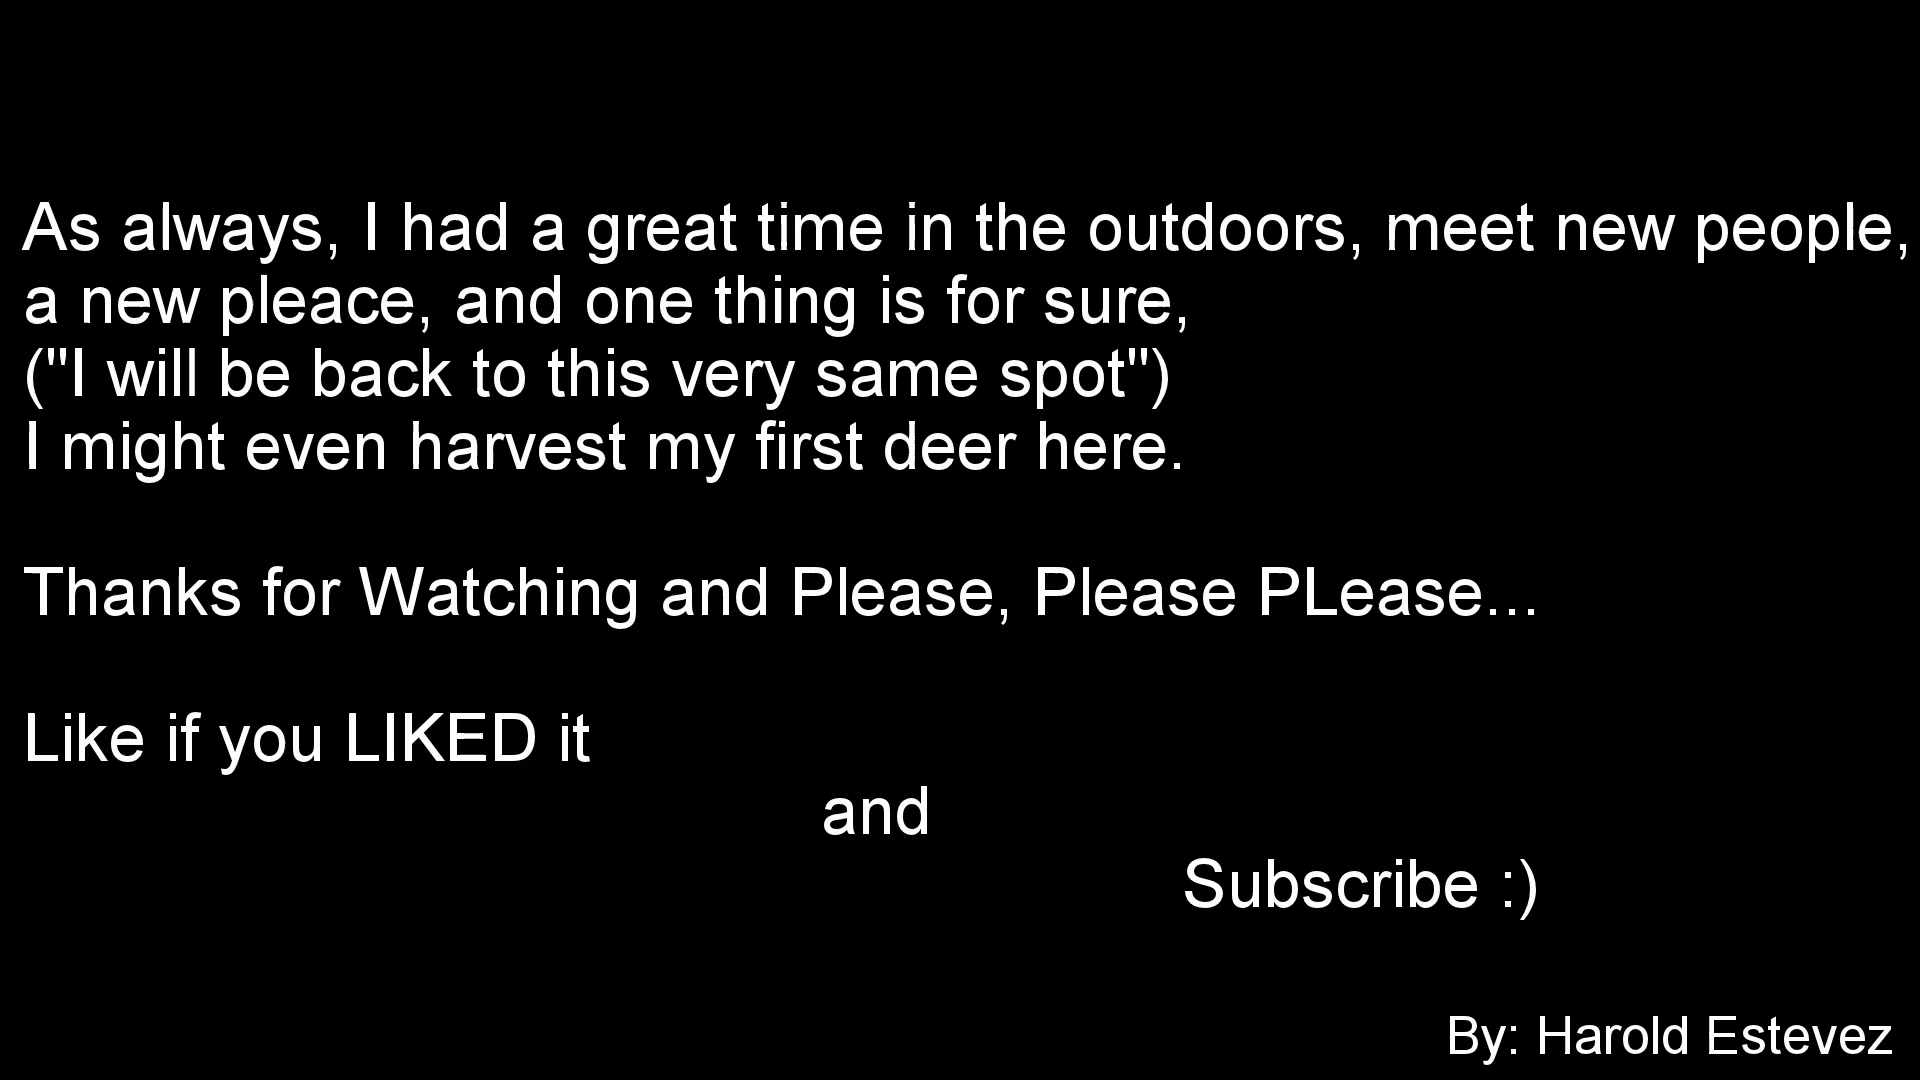 As always, I had a great time in the outdoors, meet new people,
a new pleace, and one thing is for sure,
("I will be back to this very same spot")
I might even harvest my first deer here.
Thanks for Watching and Please, Please PLease...
Like if you LIKED it
and
Subscribe :)
By: Harold Estevez